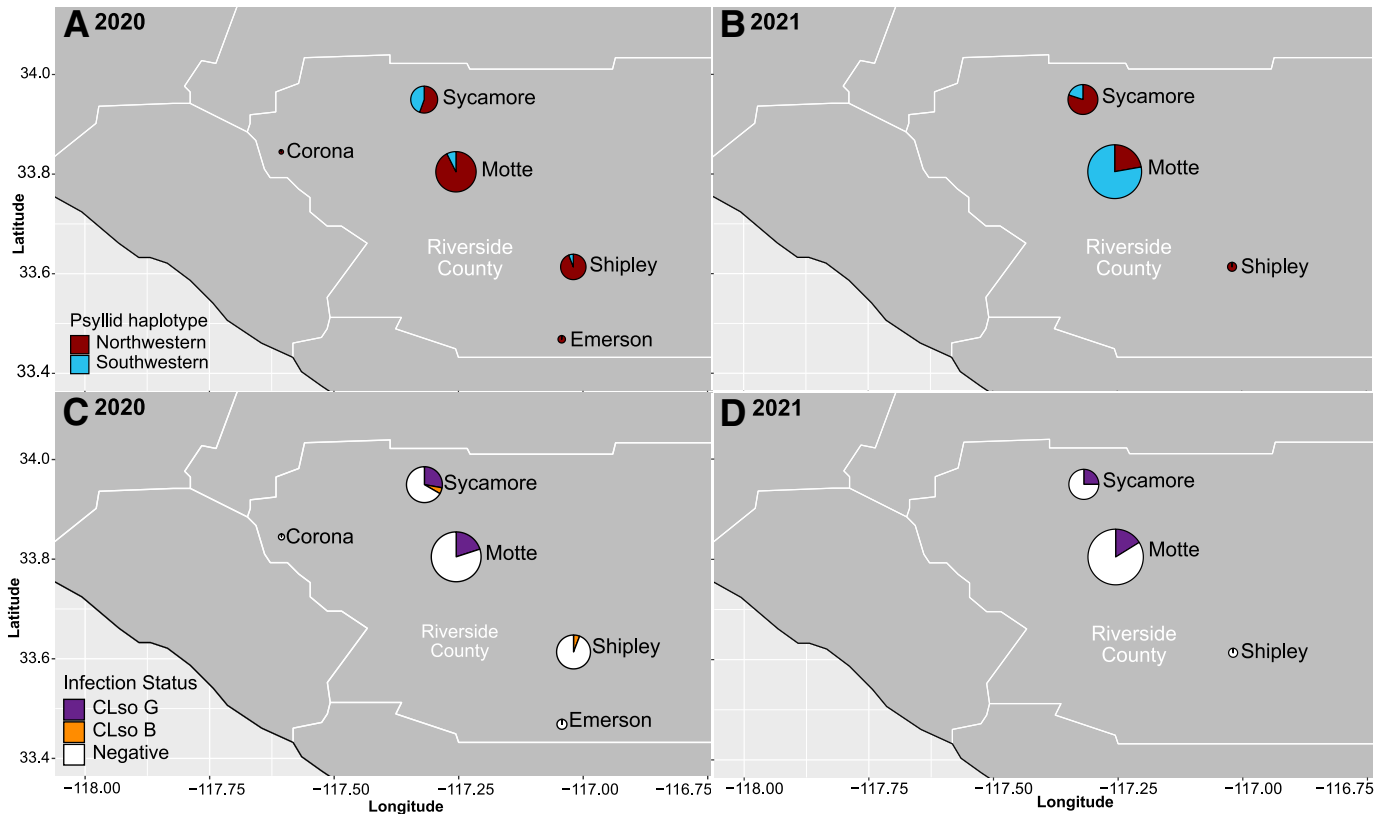 A 2020
B 2021
34.0
Sycamore
Sycamore
Corona
Motte
Motte
33.8
Latitude
Riverside
County
Riverside
County
Shipley
Shipley
33.6
Psyllid haplotype
Northwestern
Southwestern
Emerson
33.4
C 2020
D 2021
34.0
Sycamore
Sycamore
Corona
Motte
Motte
33.8
Latitude
Riverside
County
Riverside
County
Shipley
Shipley
33.6
Infection Status
CLso G
CLso B
Negative
Emerson
33.4
−118.00 −117.75 −117.50 −117.25 −117.00 −116.75
Longitude
−118.00 −117.75 −117.50 −117.25 −117.00 −116.75
Longitude